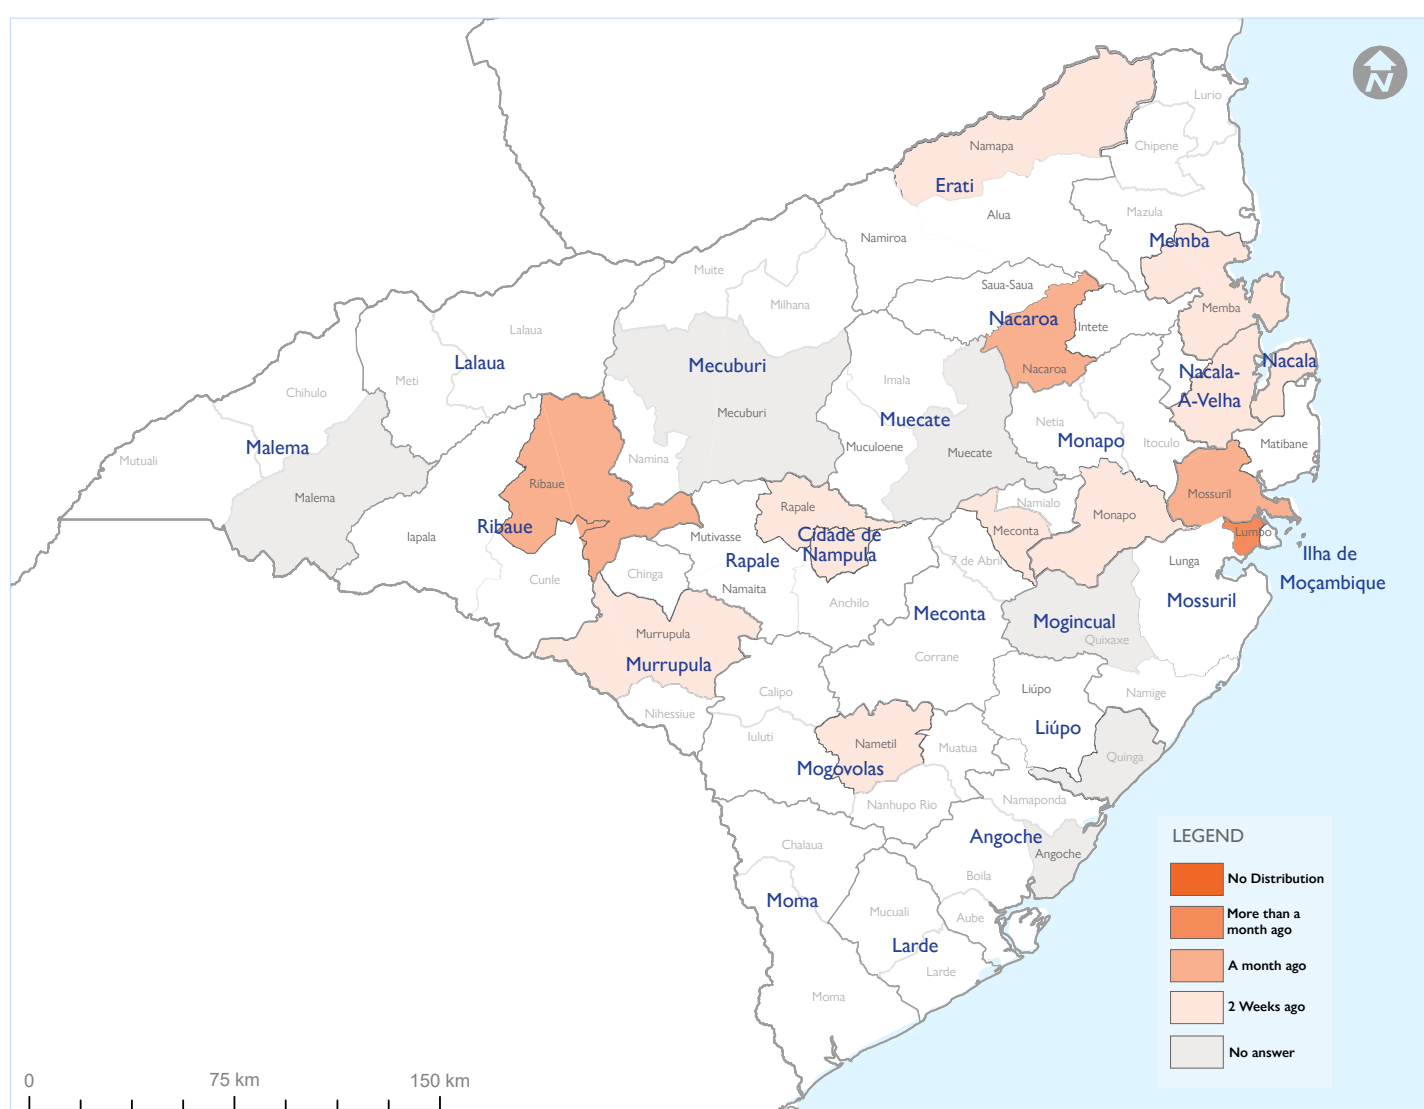 N
Lurio
Namapa
Chipene
Erati
Alua
Mazula
Namiroa
Memba
Muite
Saua-Saua
Milhana
Memba
Nacaroa
Intete
Lalaua
Lalaua
Mecuburi
Nacaroa
Nacala-
A-Velha
Nacala
Meti
Imala
Chihulo
Mecuburi
Muecate
Netia
Monapo
Itoculo
Matibane
Malema
Mutuali
Namina
Muculoene
Muecate
Malema
Ribaue
Mossuril
Rapale
Namialo
Monapo
Ribaue
Iapala
Mutivasse
Cidade de
Nampula
Meconta
Lumbo
Ilha de
Moçambique
Rapale
7 de Abril
Lunga
Cunle
Chinga
Namaita
Anchilo
Meconta
Mogincual
Mossuril
Murrupula
Quixaxe
Murrupula
Corrane
Calipo
Liúpo
Namige
Nihessiue
Iuluti
Liúpo
Nametil
Muatua
Quinga
Mogovolas
Nanhupo Rio
Namaponda
Chalaua
Angoche
Angoche
Boila
Moma
Mucuali
Aube
Larde
Larde
Moma
LEGEND
No Distribution
More than a
month ago
A month ago
2 Weeks ago
No answer
0
75 km
150 km